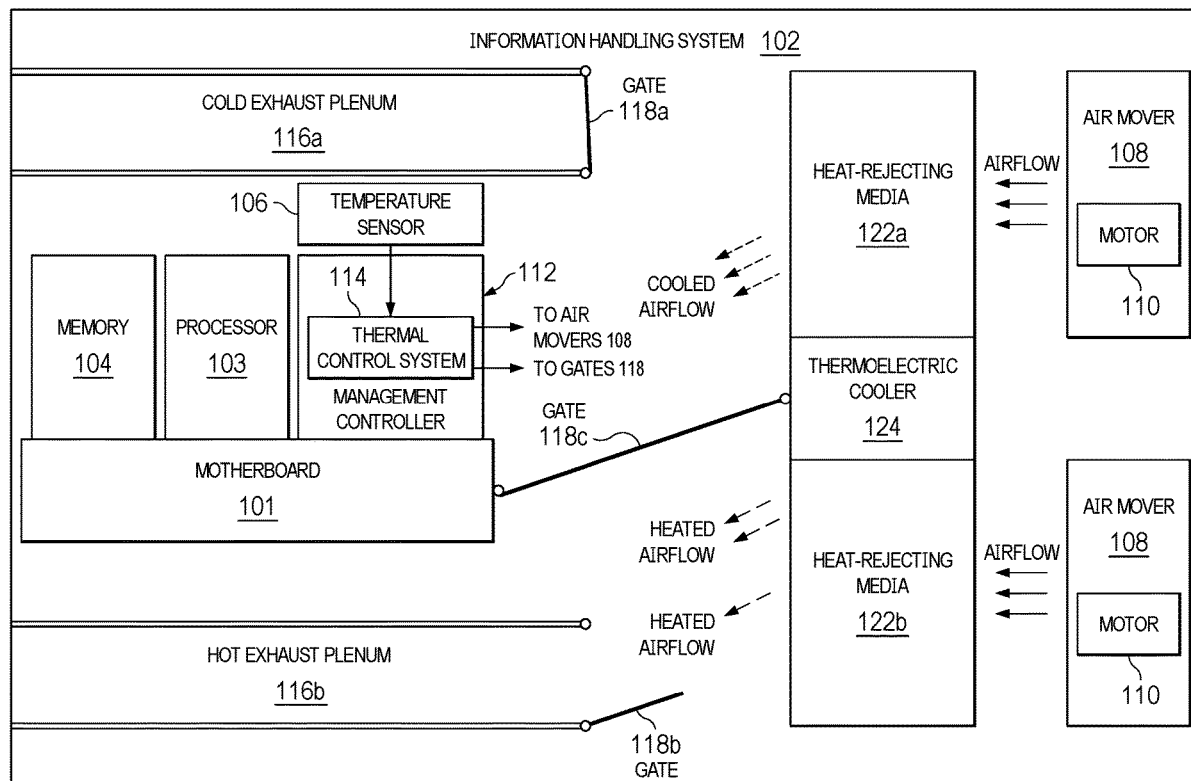 INFORMATION HANDLING SYSTEM 102
COLD EXHAUST PLENUM
116a
GATE
118a
HEAT-REJECTING
MEDIA
122a
AIRFLOW
AIR MOVER
108
MOTOR
110
106
TEMPERATURE
SENSOR
112
114
MEMORY
104
PROCESSOR
103
THERMAL
CONTROL SYSTEM
MANAGEMENT
CONTROLLER
TO AIR
MOVERS 108
TO GATES 118
COOLED
AIRFLOW
THERMOELECTRIC
COOLER
124
GATE
118c
MOTHERBOARD
101
HEATED
AIRFLOW
HEATED
AIRFLOW
HEAT-REJECTING
MEDIA
122b
AIRFLOW
AIR MOVER
108
MOTOR
110
HOT EXHAUST PLENUM
116b
118b
GATE